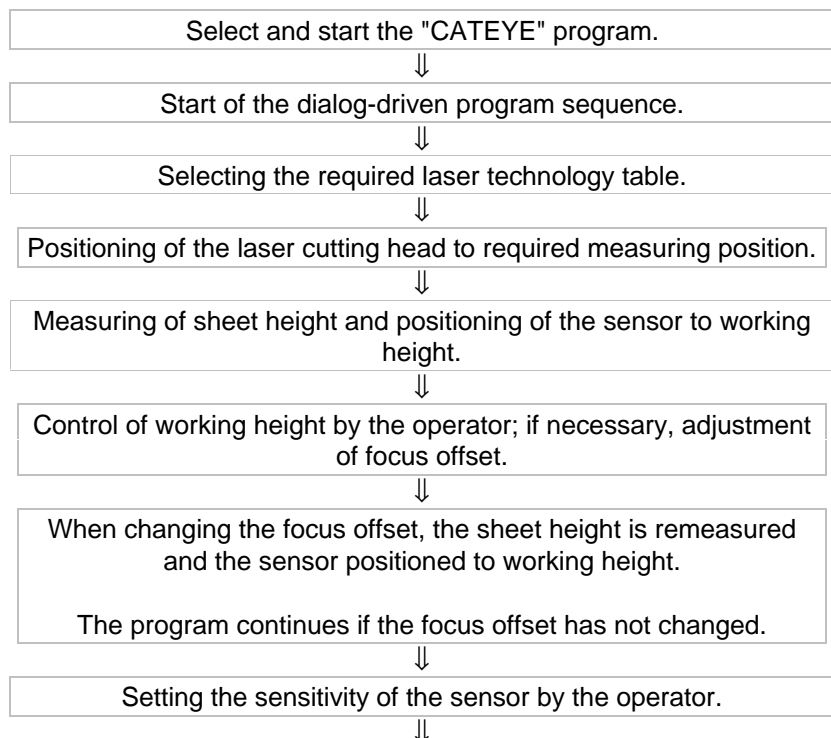 Select and start the "CATEYE" program.
⇓
Start of the dialog-driven program sequence.
⇓
Selecting the required laser technology table.
⇓
Positioning of the laser cutting head to required measuring position.
⇓
Measuring of sheet height and positioning of the sensor to working
height.
⇓
Control of working height by the operator; if necessary, adjustment
of focus offset.
⇓
When changing the focus offset, the sheet height is remeasured
and the sensor positioned to working height.
The program continues if the focus offset has not changed.
⇓
Setting the sensitivity of the sensor by the operator.
⇓